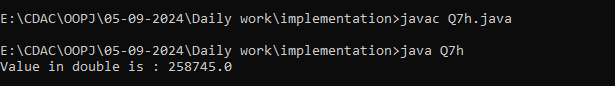 E:\CDAC\OOPJ\05-09-2024\Daily work\implementation>javac Q7h.java
E:\CDAC\OOPJ\05-09-2024\Daily work\implementation>java Q7h
Value in double is : 258745.0